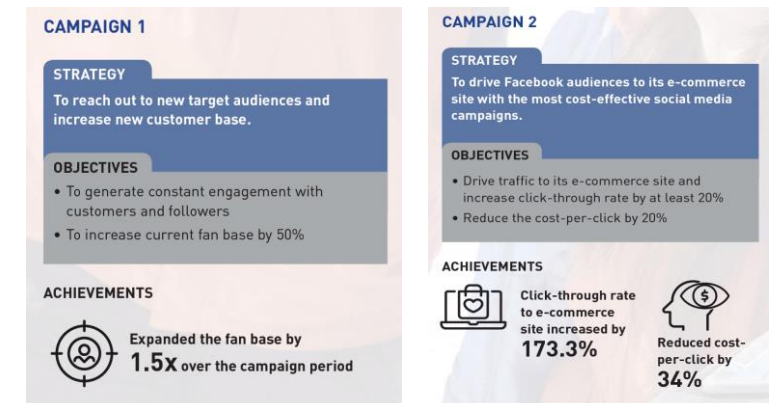 CAMPAIGN 1
STRATEGY
To reach out to new target audiences and
increase new customer base.
OBJECTIVES
• To generate constant engagement with
customers and followers
• To increase current fan base by 50%
ACHIEVEMENTS
Expanded the fan base by
1.5x over the campaign period
CAMPAIGN 2
STRATEGY
To drive Facebook audiences to its e-commerce
site with the most cost-effective social media
campaigns.
OBJECTIVES
• Drive traffic to its e-commerce site and
increase click-through rate by at least 20%
• Reduce the cost-per-click by 20%
ACHIEVEMENTS
Click-through rate
to e-commerce
site increased by
173.3%
$
Reduced cost-
per-click by
34%